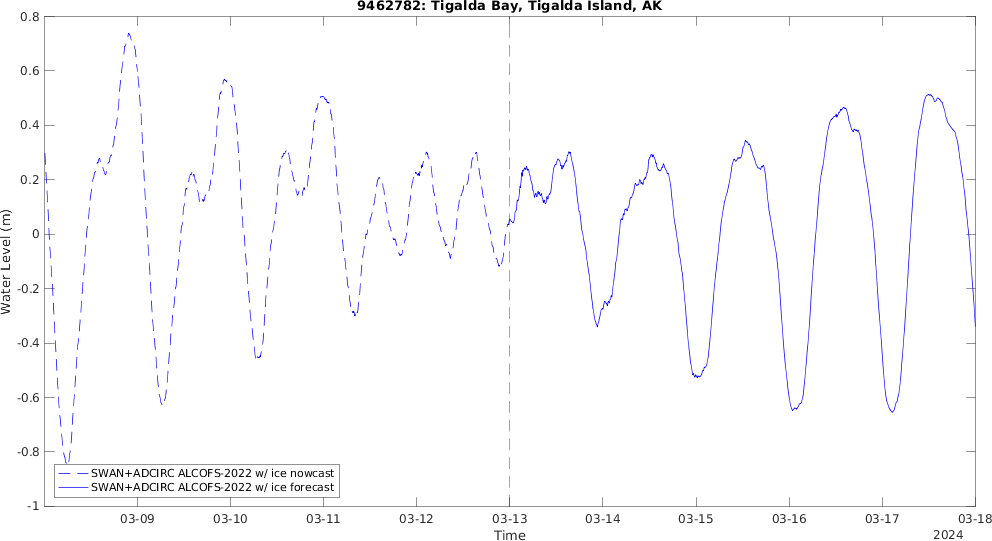 9462782: Tigalda Bay, Tigalda Island, AK
0.8
0.6
0.4
0.2
0
-0.2
-0.4
-0.6
-0.8
-1
Water Level (m)
SWAN+ADCIRC ALCOFS-2022 w/ ice nowcast
SWAN+ADCIRC ALCOFS-2022 w/ ice forecast
03-09 03-10 03-11 03-12 03-13 03-14 03-15 03-16 03-17 03-18
Time
2024